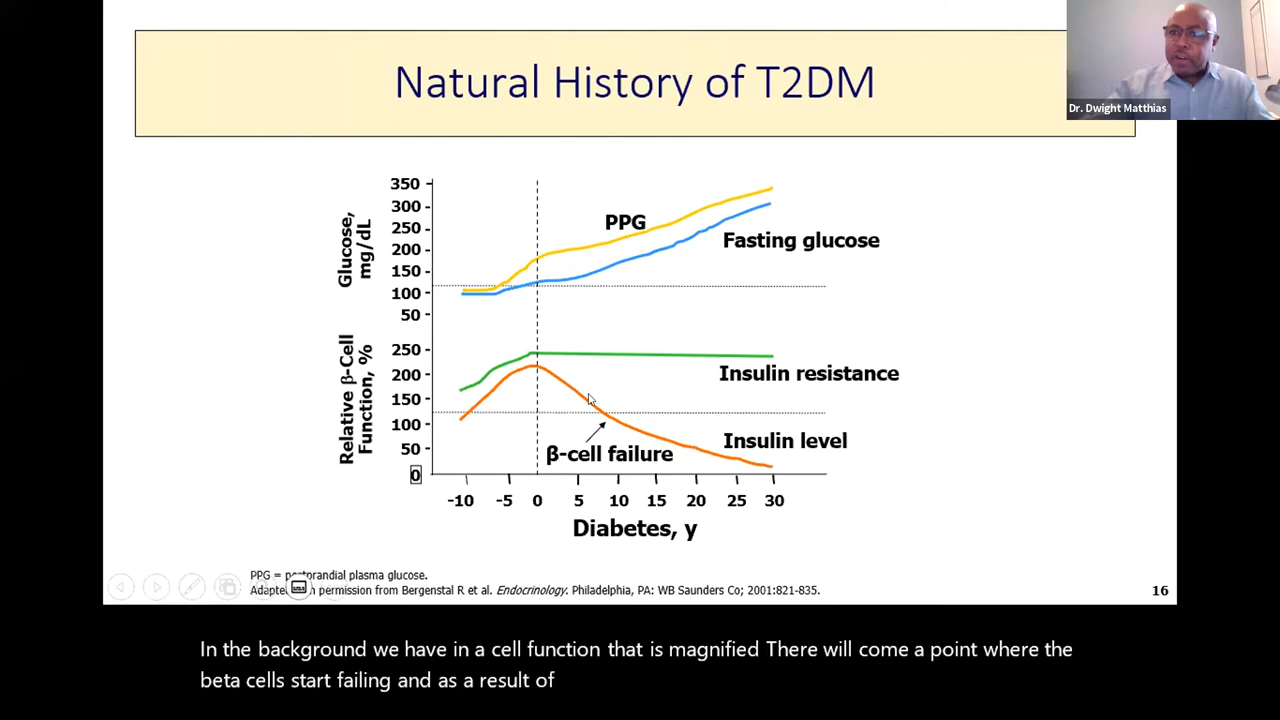 Natural History of T2DM
Dr. Dwight Matthias
Glucose,
mg/dL
350
300
250
200
150
100
50
PPG
Fasting glucose
Relative β-Cell
Function, %
250
200
150
100
50
0
Insulin resistance
Insulin level
β-cell failure
-10 -5 0 5 10 15 20 25 30
Diabetes, y
PPG = postprandial plasma glucose.
Adapted permission from Bergenstal R et al. Endocrinology. Philadelphia, PA: WB Saunders Co; 2001:821-835.
16
In the background we have in a cell function that is magnified There will come a point where the
beta cells start failing and as a result of